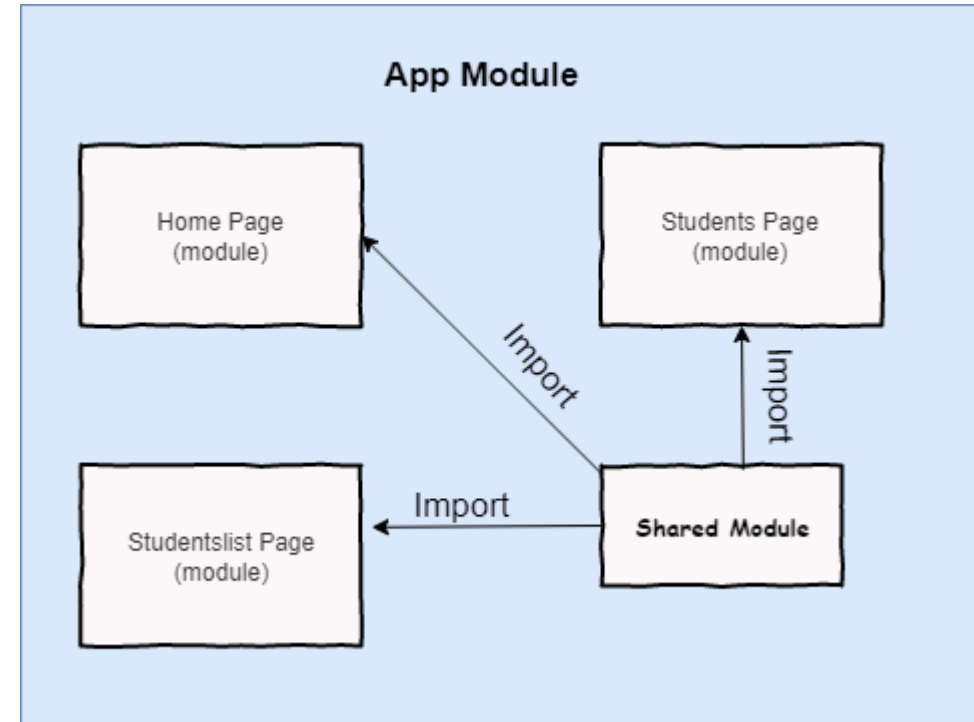 App Module
Home Page
(module)
Students Page
(module)
Import
Import
Import
Studentslist Page
(module)
Shared Module